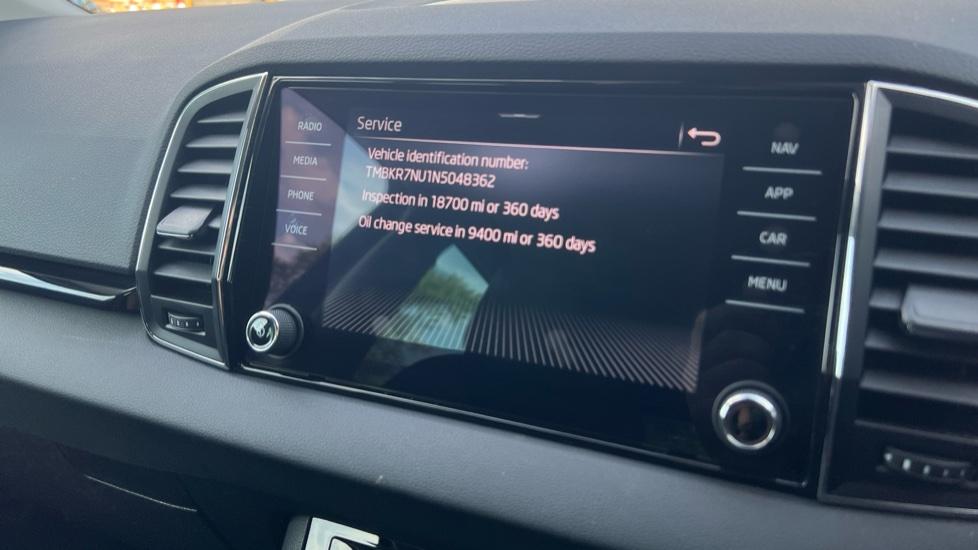 RADIO
MEDIA
PHONE
VOICE
Service
Vehicle identification number:
TMBKR7NU1N5048362
Inspection in 18700 mi or 360 days
Oil change service in 9400 mi or 360 days
NAV
APP
CAR
MENU